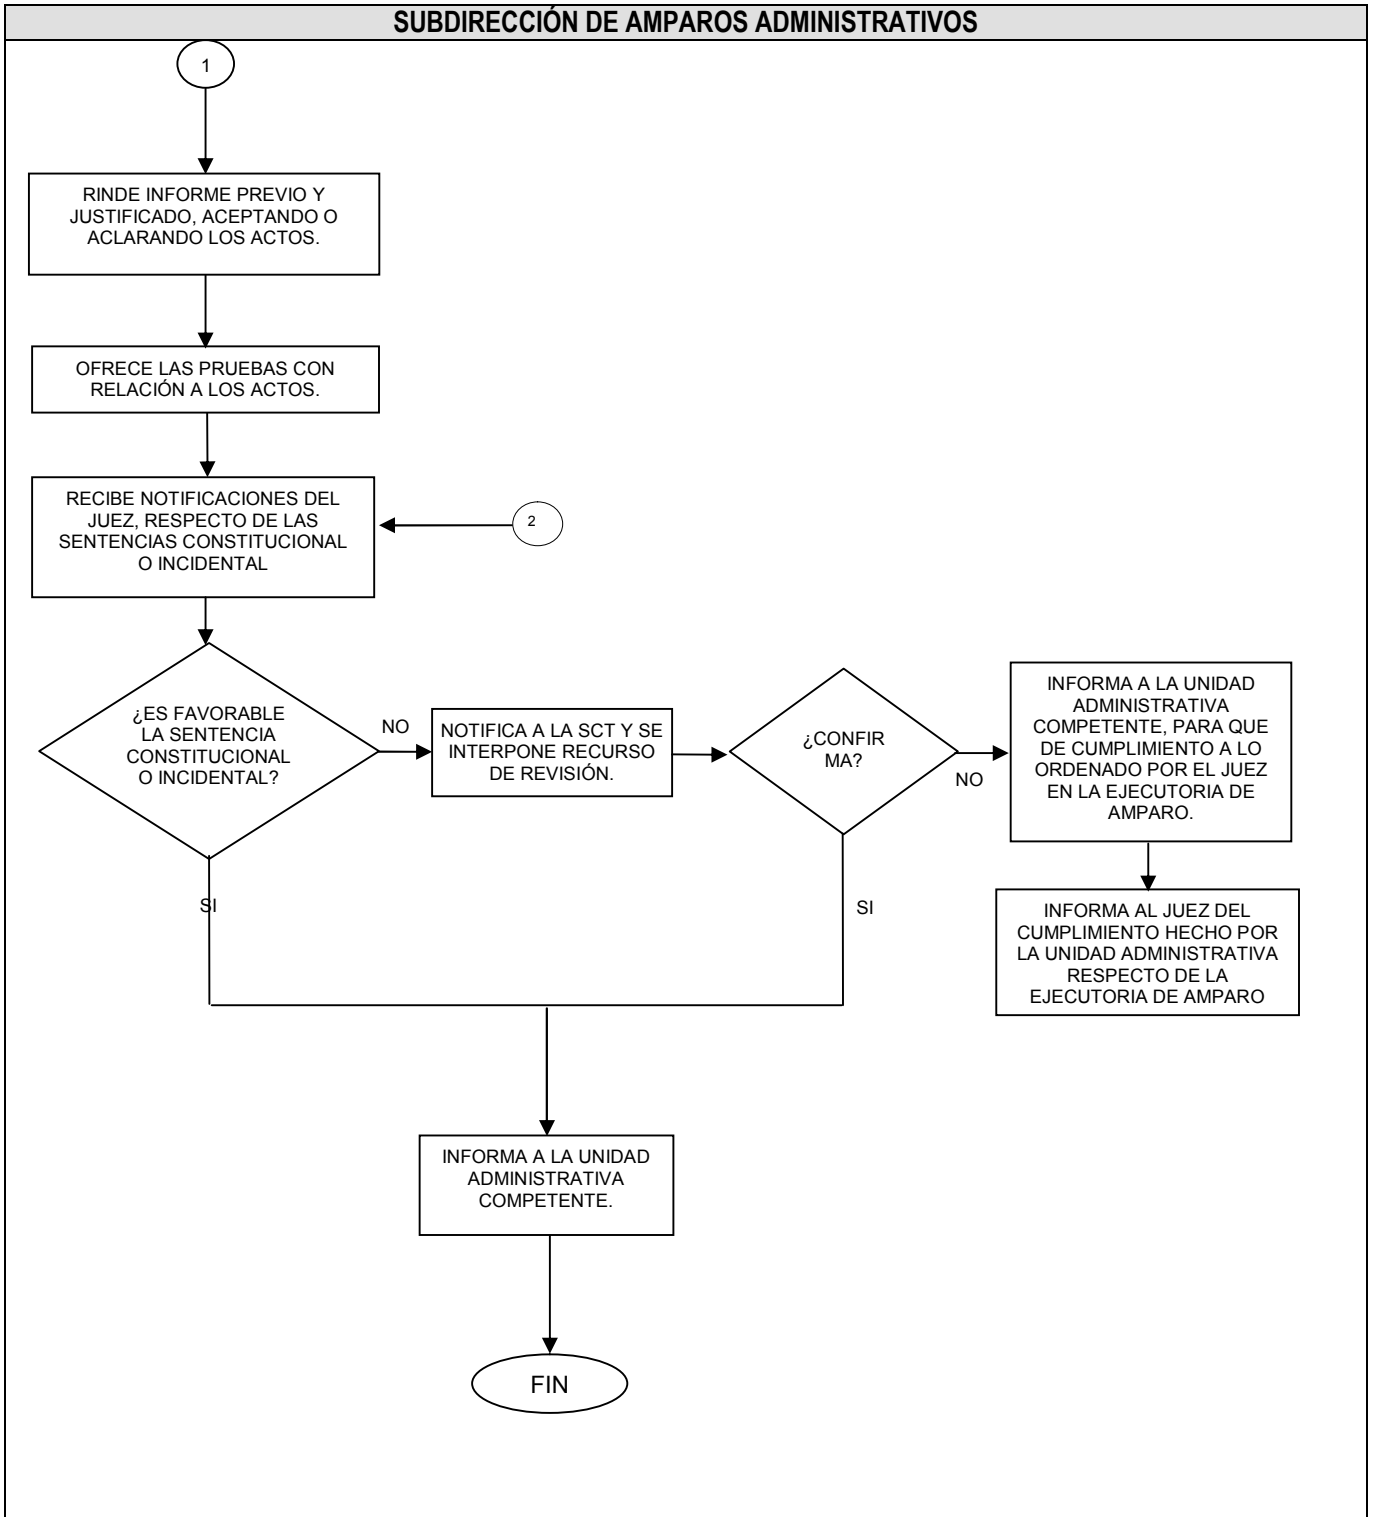 SUBDIRECCIÓN DE AMPAROS ADMINISTRATIVOS
1
RINDE INFORME PREVIO Y
JUSTIFICADO, ACEPTANDO O
ACLARANDO LOS ACTOS.
OFRECE LAS PRUEBAS CON
RELACIÓN A LOS ACTOS.
RECIBE NOTIFICACIONES DEL
JUEZ, RESPECTO DE LAS
SENTENCIAS CONSTITUCIONAL
O INCIDENTAL
2
¿ES FAVORABLE
LA SENTENCIA
CONSTITUCIONAL
O INCIDENTAL?
NO
NOTIFICA A LA SCT Y SE
INTERPONE RECURSO
DE REVISIÓN.
¿CONFIR
MA?
NO
INFORMA A LA UNIDAD
ADMINISTRATIVA
COMPETENTE, PARA QUE
DE CUMPLIMIENTO A LO
ORDENADO POR EL JUEZ
EN LA EJECUTORIA DE
AMPARO.
SI
SI
INFORMA AL JUEZ DEL
CUMPLIMIENTO HECHO POR
LA UNIDAD ADMINISTRATIVA
RESPECTO DE LA
EJECUTORIA DE AMPARO
INFORMA A LA UNIDAD
ADMINISTRATIVA
COMPETENTE.
FIN